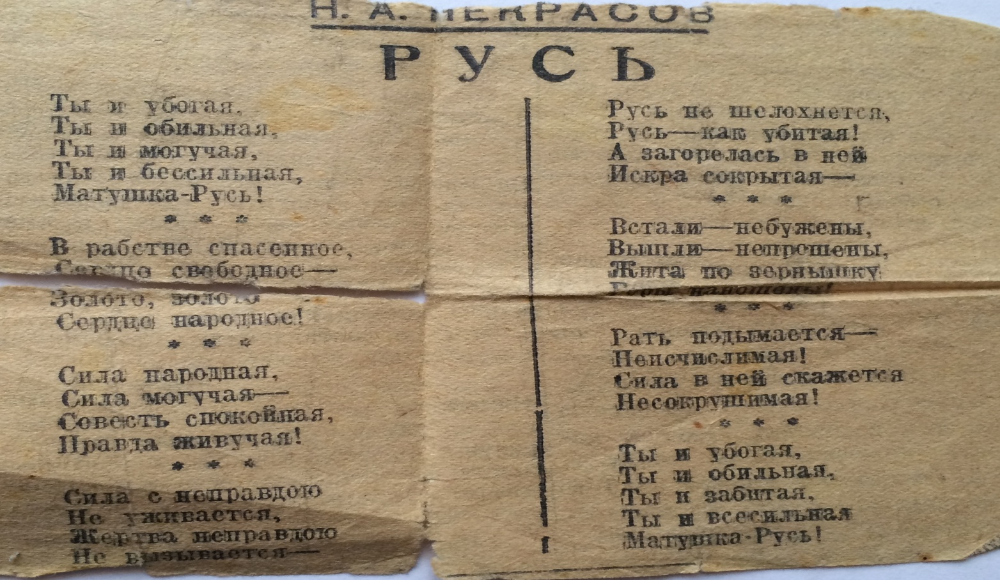 Н. А. НЕКРАСОВ
РУСЬ
Ты и убогая,
Ты и обильная,
Ты и могучая,
Ты и бессильная,
Матушка-Русь!
* * *
В рабстве спасенное,
Сердце свободное—
Золото, золото
Сердце народное!
* * *
Сила народная,
Сила могучая—
Совесть спокойная,
Правда живучая!
* * *
Сила с неправдою
Не уживается,
Жертва неправдою
Не вызывается—
Русь не шелохнется,
Русь—как убитая!
А загорелась в ней
Искра сокрытая—
* * *
Встали—небужены,
Вышли—непрошены,
Жита по зернышку
Горы наношены!
* * *
Рать подымается—
Неисчислимая!
Сила в ней скажется
Несокрушимая!
* * *
Ты и убогая,
Ты и обильная,
Ты и забитая,
Ты и всесильная
Матушка-Русь!